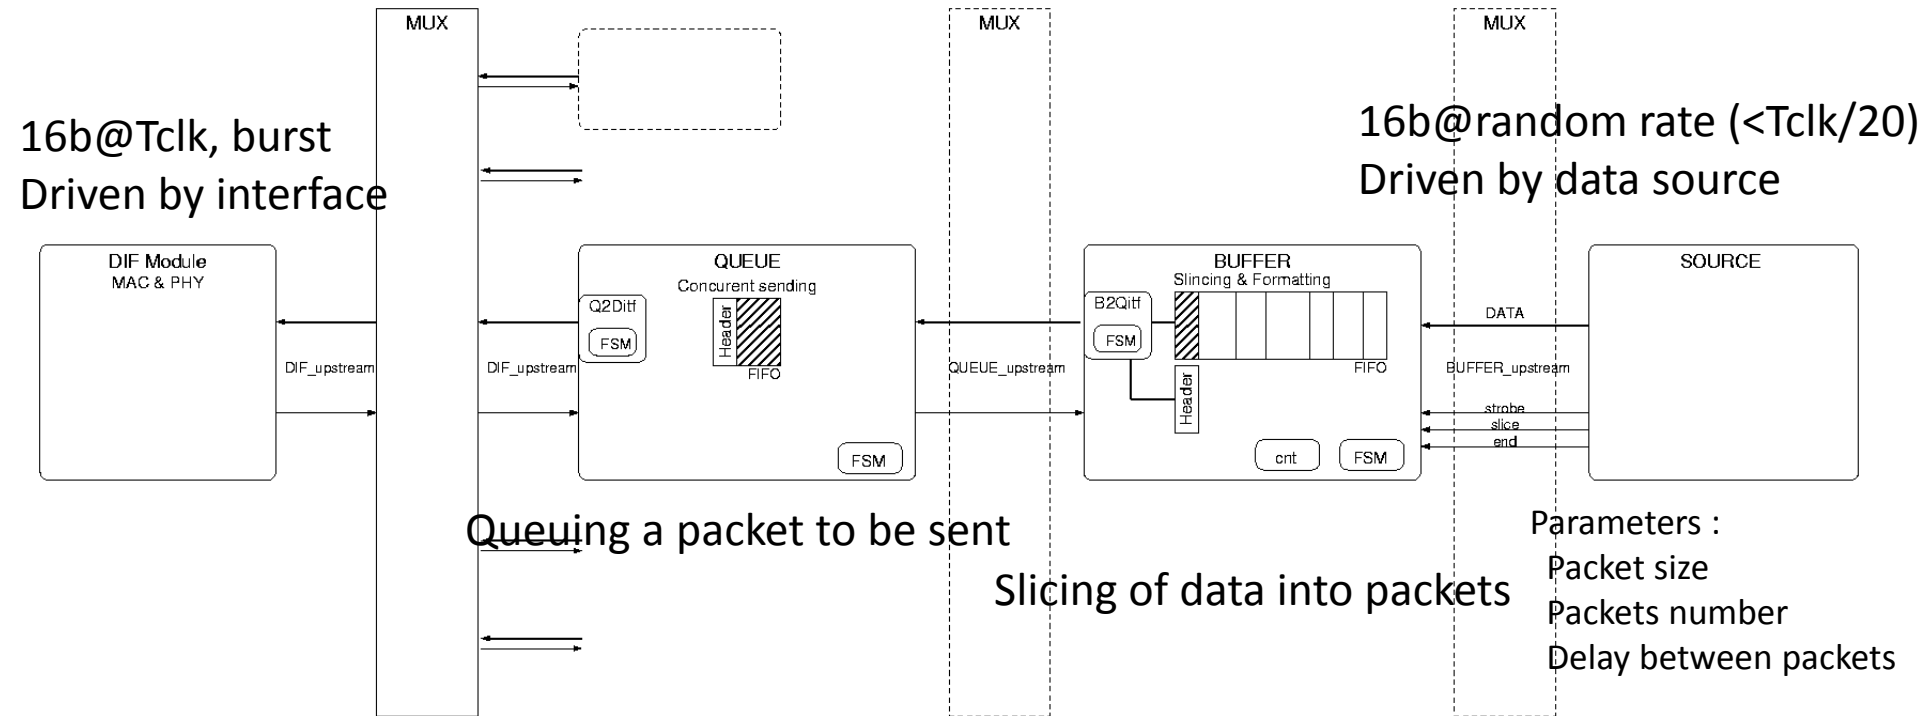 MUX
MUX
MUX
16b@Tclk, burst
Driven by interface
16b@random rate (<Tclk/20)
Driven by data source
DIF Module
MAC & PHY
QUEUE
Concurent sending
Q2Ditf
FSM
Header
FIFO
FSM
BUFFER
Slincing & Formatting
B2Qitf
FSM
FIFO
Header
cnt
FSM
SOURCE
DATA
DIF_upstream
DIF_upstream
QUEUE_upstream
BUFFER_upstream
strobe
slice
end
Queuing a packet to be sent
Slicing of data into packets
Parameters :
Packet size
Packets number
Delay between packets